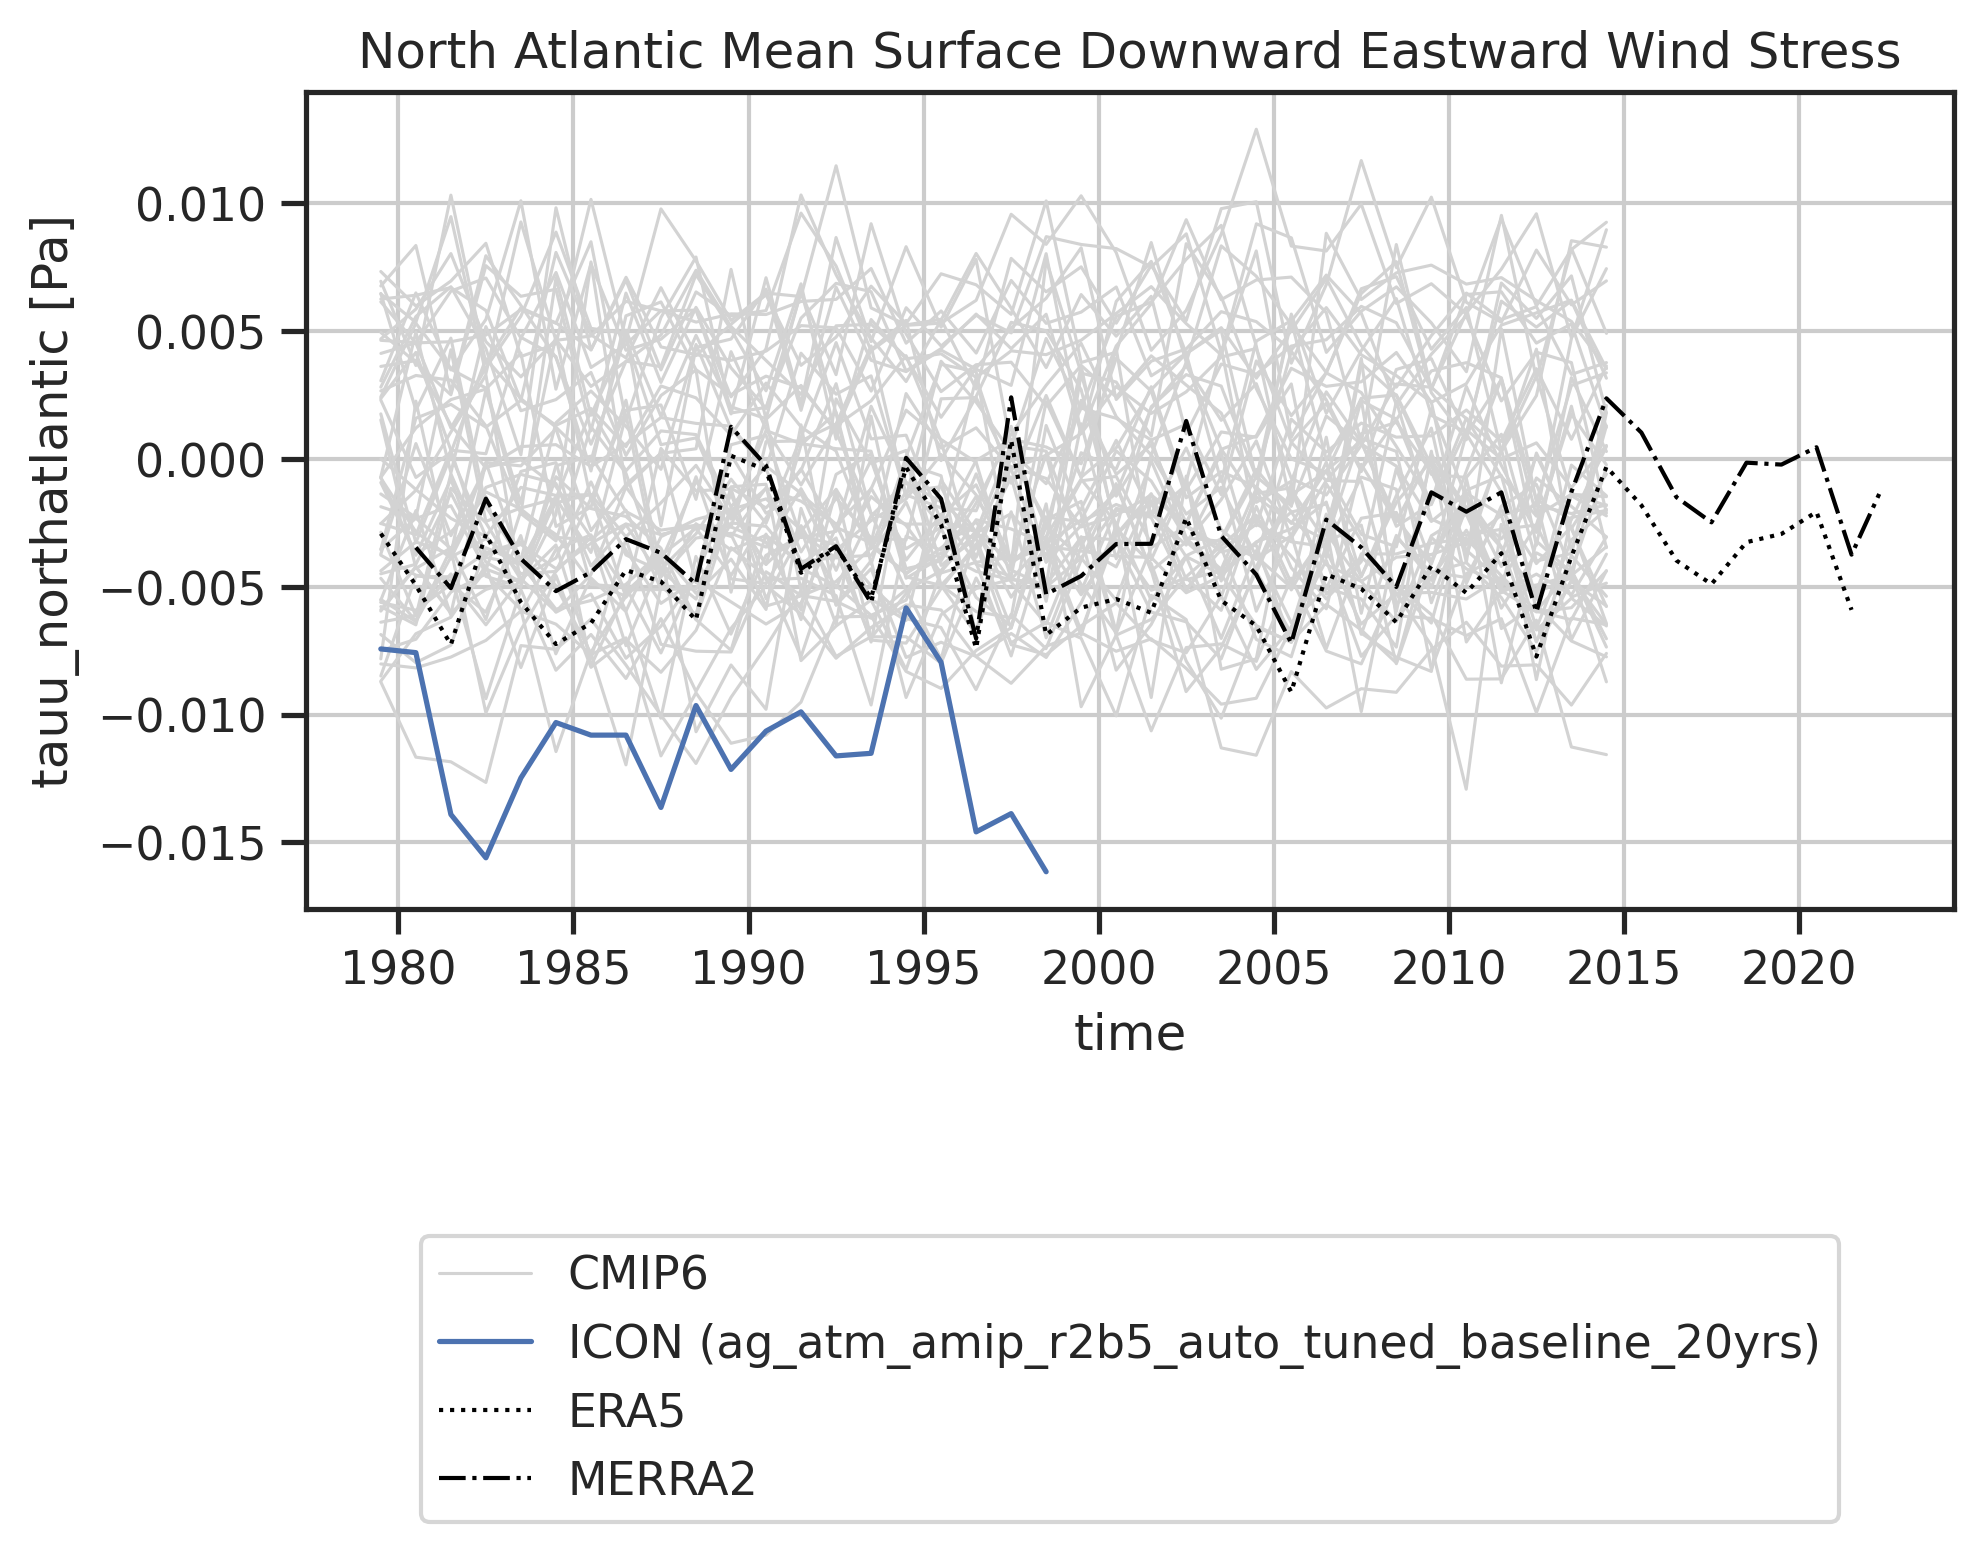 North Atlantic Mean Surface Downward Eastward Wind Stress
tauu_northatlantic [Pa]
0.010
0.005
0.000
−0.005
−0.010
−0.015
1980 1985 1990 1995 2000 2005 2010 2015 2020
time
CMIP6
ICON (ag_atm_amip_r2b5_auto_tuned_baseline_20yrs)
ERA5
MERRA2